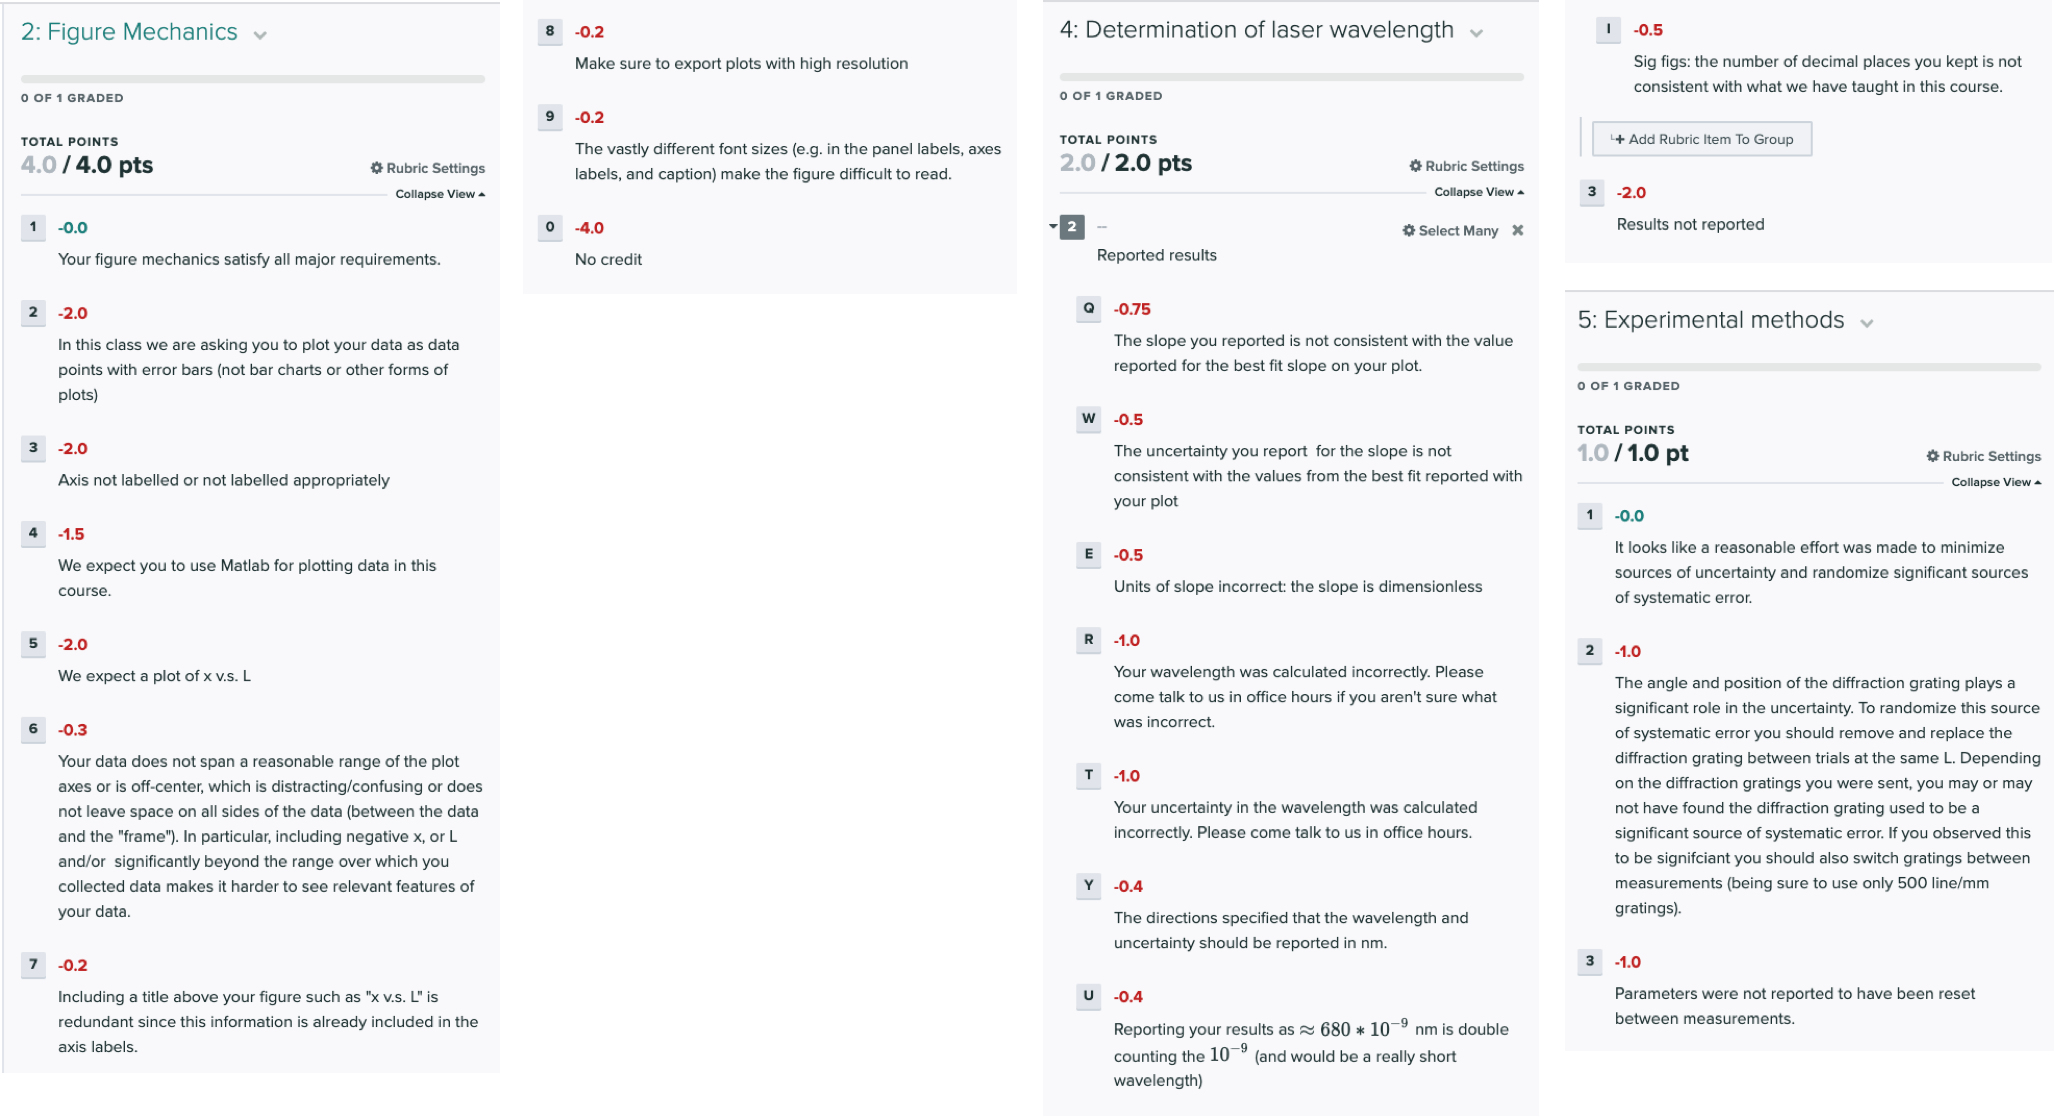 2: Figure Mechanics
0 OF 1 GRADED
TOTAL POINTS
4.0 / 4.0 pts
Rubric Settings
Collapse View
1 -0.0
Your figure mechanics satisfy all major requirements.
2 -2.0
In this class we are asking you to plot your data as data
points with error bars (not bar charts or other forms of
plots)
3 -2.0
Axis not labelled or not labelled appropriately
4 -1.5
We expect you to use Matlab for plotting data in this
course.
5 -2.0
We expect a plot of x v.s. L
6 -0.3
Your data does not span a reasonable range of the plot
axes or is off-center, which is distracting/confusing or does
not leave space on all sides of the data (between the data
and the "frame"). In particular, including negative x, or L
and/or significantly beyond the range over which you
collected data makes it harder to see relevant features of
your data.
7 -0.2
Including a title above your figure such as "x v.s. L" is
redundant since this information is already included in the
axis labels.
8 -0.2
Make sure to export plots with high resolution
9 -0.2
The vastly different font sizes (e.g. in the panel labels, axes
labels, and caption) make the figure difficult to read.
0 -4.0
No credit
4: Determination of laser wavelength
0 OF 1 GRADED
TOTAL POINTS
2.0 / 2.0 pts
Rubric Settings
Collapse View
2 --
Select Many
Reported results
Q -0.75
The slope you reported is not consistent with the value
reported for the best fit slope on your plot.
W -0.5
The uncertainty you report for the slope is not
consistent with the values from the best fit reported with
your plot
E -0.5
Units of slope incorrect: the slope is dimensionless
R -1.0
Your wavelength was calculated incorrectly. Please
come talk to us in office hours if you aren't sure what
was incorrect.
T -1.0
Your uncertainty in the wavelength was calculated
incorrectly. Please come talk to us in office hours.
Y -0.4
The directions specified that the wavelength and
uncertainty should be reported in nm.
U -0.4
Reporting your results as ≈ 680 * 10⁻⁹ nm is double
counting the 10⁻⁹ (and would be a really short
wavelength)
I -0.5
Sig figs: the number of decimal places you kept is not
consistent with what we have taught in this course.
Add Rubric Item To Group
3 -2.0
Results not reported
5: Experimental methods
0 OF 1 GRADED
TOTAL POINTS
1.0 / 1.0 pt
Rubric Settings
Collapse View
1 -0.0
It looks like a reasonable effort was made to minimize
sources of uncertainty and randomize significant sources
of systematic error.
2 -1.0
The angle and position of the diffraction grating plays a
significant role in the uncertainty. To randomize this source
of systematic error you should remove and replace the
diffraction grating between trials at the same L. Depending
on the diffraction gratings you were sent, you may or may
not have found the diffraction grating used to be a
significant source of systematic error. If you observed this
to be signifciant you should also switch gratings between
measurements (being sure to use only 500 line/mm
gratings).
3 -1.0
Parameters were not reported to have been reset
between measurements.